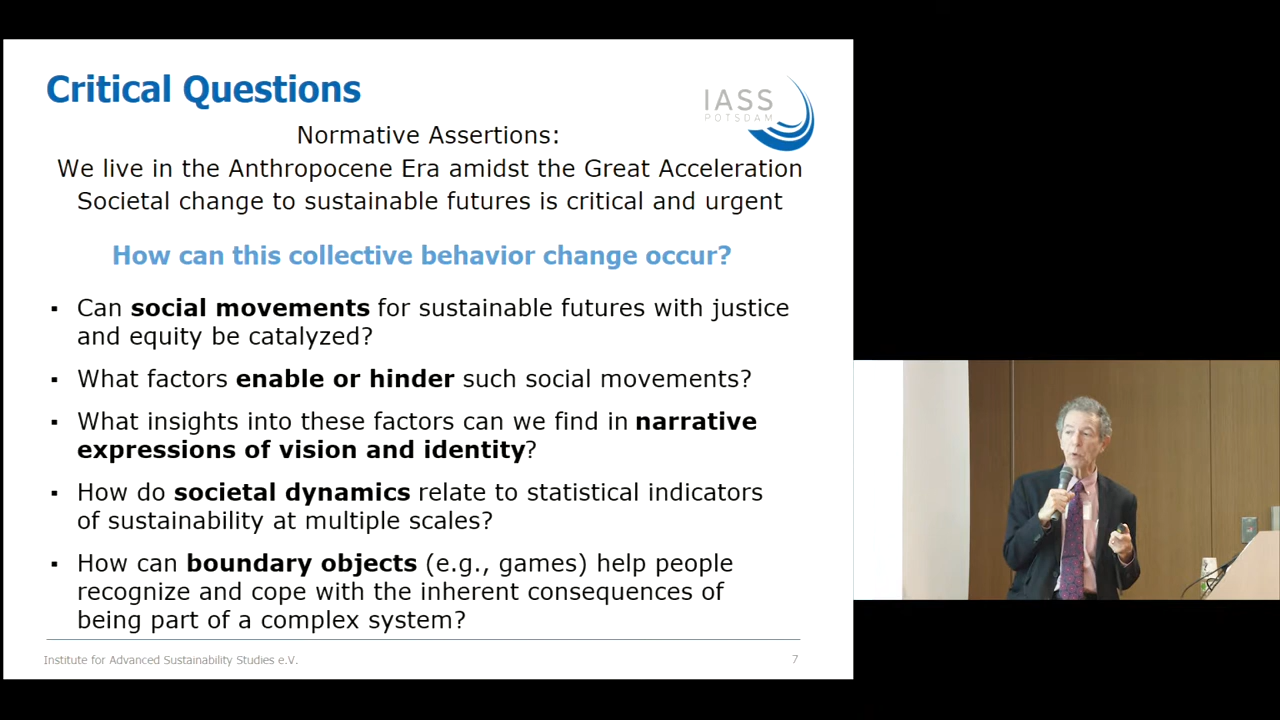 Critical Questions
IASS
POTSDAM
Normative Assertions:
We live in the Anthropocene Era amidst the Great Acceleration
Societal change to sustainable futures is critical and urgent
How can this collective behavior change occur?
▪ Can social movements for sustainable futures with justice
and equity be catalyzed?
▪ What factors enable or hinder such social movements?
▪ What insights into these factors can we find in narrative
expressions of vision and identity?
▪ How do societal dynamics relate to statistical indicators
of sustainability at multiple scales?
▪ How can boundary objects (e.g., games) help people
recognize and cope with the inherent consequences of
being part of a complex system?
Institute for Advanced Sustainability Studies e.V.
7